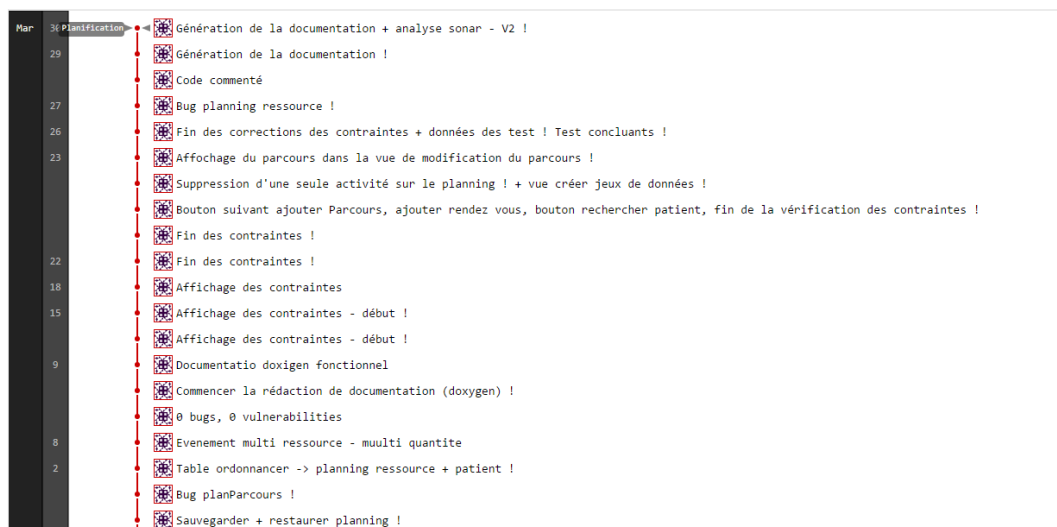 Mar 30 Planification Génération de la documentation + analyse sonar - V2 !
29 Génération de la documentation !
Code commenté
27 Bug planning ressource !
26 Fin des corrections des contraintes + données des test ! Test concluants !
23 Affochage du parcours dans la vue de modification du parcours !
Suppression d'une seule activité sur le planning ! + vue créer jeux de données !
Bouton suivant ajouter Parcours, ajouter rendez vous, bouton rechercher patient, fin de la vérification des contraintes !
Fin des contraintes !
22 Fin des contraintes !
18 Affichage des contraintes
15 Affichage des contraintes - début !
Affichage des contraintes - début !
9 Documentatio doxigen fonctionnel
Commencer la rédaction de documentation (doxygen) !
0 bugs, 0 vulnerabilities
8 Evenement multi ressource - muulti quantite
2 Table ordonnancer -> planning ressource + patient !
Bug planParcours !
Sauvegarder + restaurer planning !